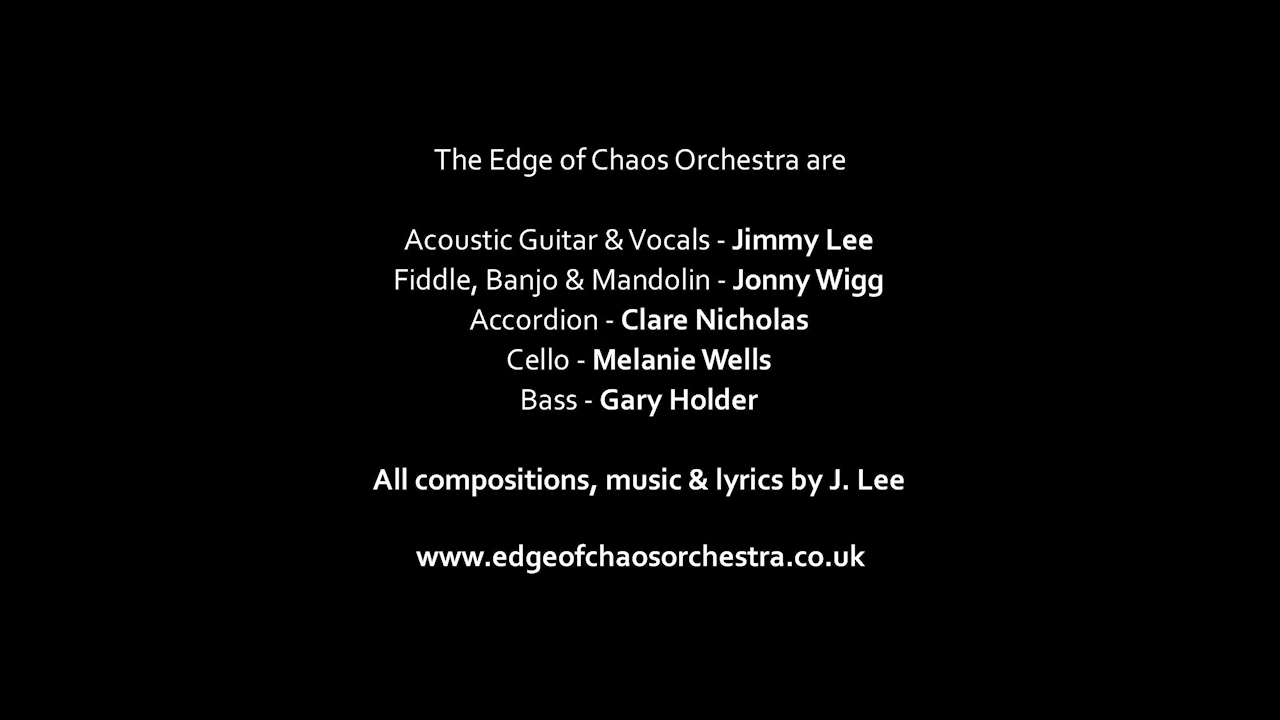 The Edge of Chaos Orchestra are
Acoustic Guitar & Vocals - Jimmy Lee
Fiddle, Banjo & Mandolin - Jonny Wigg
Accordion - Clare Nicholas
Cello - Melanie Wells
Bass - Gary Holder
All compositions, music & lyrics by J. Lee
www.edgeofchaosorchestra.co.uk